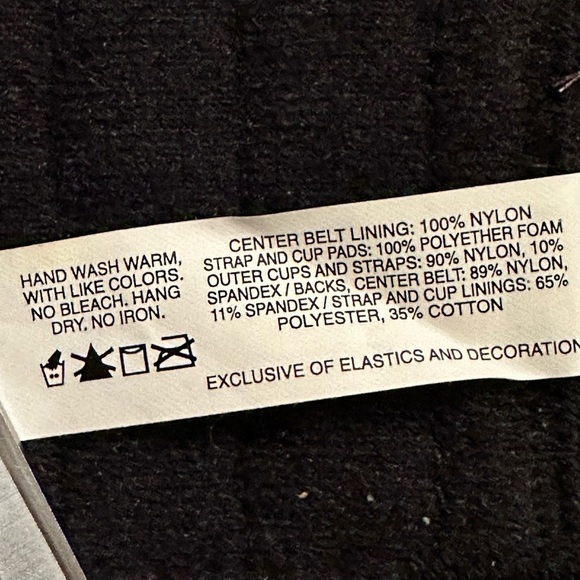 HAND WASH WARM,
WITH LIKE COLORS.
NO BLEACH. HANG
DRY. NO IRON.
CENTER BELT LINING: 100% NYLON
STRAP AND CUP PADS: 100% POLYETHER FOAM
OUTER CUPS AND STRAPS: 90% NYLON, 10%
SPANDEX / BACKS, CENTER BELT: 89% NYLON,
11% SPANDEX / STRAP AND CUP LININGS: 65%
POLYESTER, 35% COTTON
EXCLUSIVE OF ELASTICS AND DECORATION